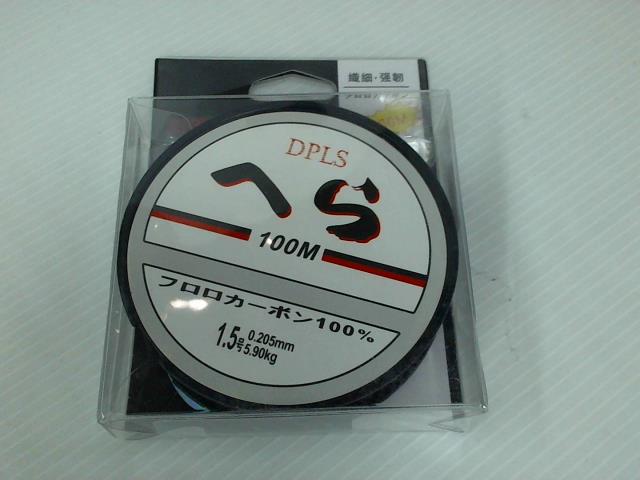 纖細·强韌
DPLS
へら
100M
フロロカーボン100%
1.5号
0.205mm
5.90kg